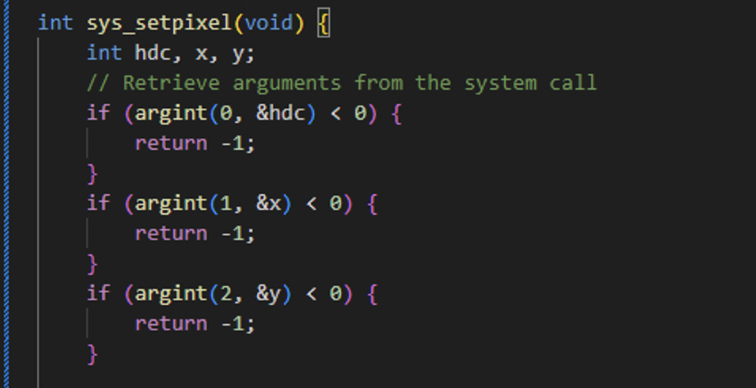 int sys_setpixel(void) {
    int hdc, x, y;
    // Retrieve arguments from the system call
    if (argint(0, &hdc) < 0) {
        return -1;
    }
    if (argint(1, &x) < 0) {
        return -1;
    }
    if (argint(2, &y) < 0) {
        return -1;
    }